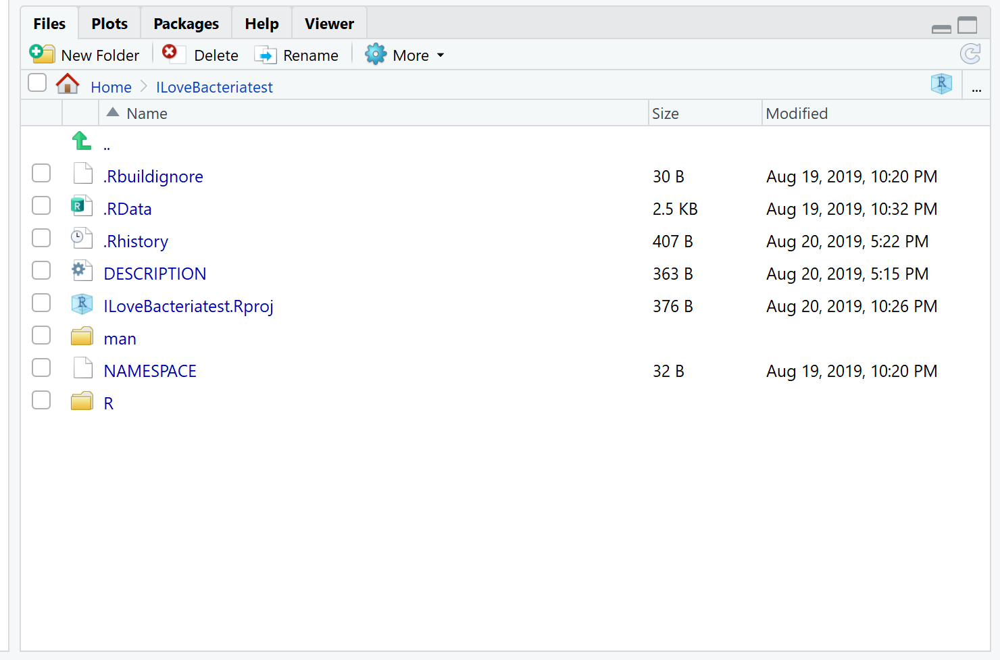 Files Plots Packages Help Viewer
New Folder Delete Rename More
Home ILoveBacteriatest R ...
Name Size Modified
..
.Rbuildignore 30 B Aug 19, 2019, 10:20 PM
R .RData 2.5 KB Aug 19, 2019, 10:32 PM
.Rhistory 407 B Aug 20, 2019, 5:22 PM
DESCRIPTION 363 B Aug 20, 2019, 5:15 PM
R ILoveBacteriatest.Rproj 376 B Aug 20, 2019, 10:26 PM
man
NAMESPACE 32 B Aug 19, 2019, 10:20 PM
R